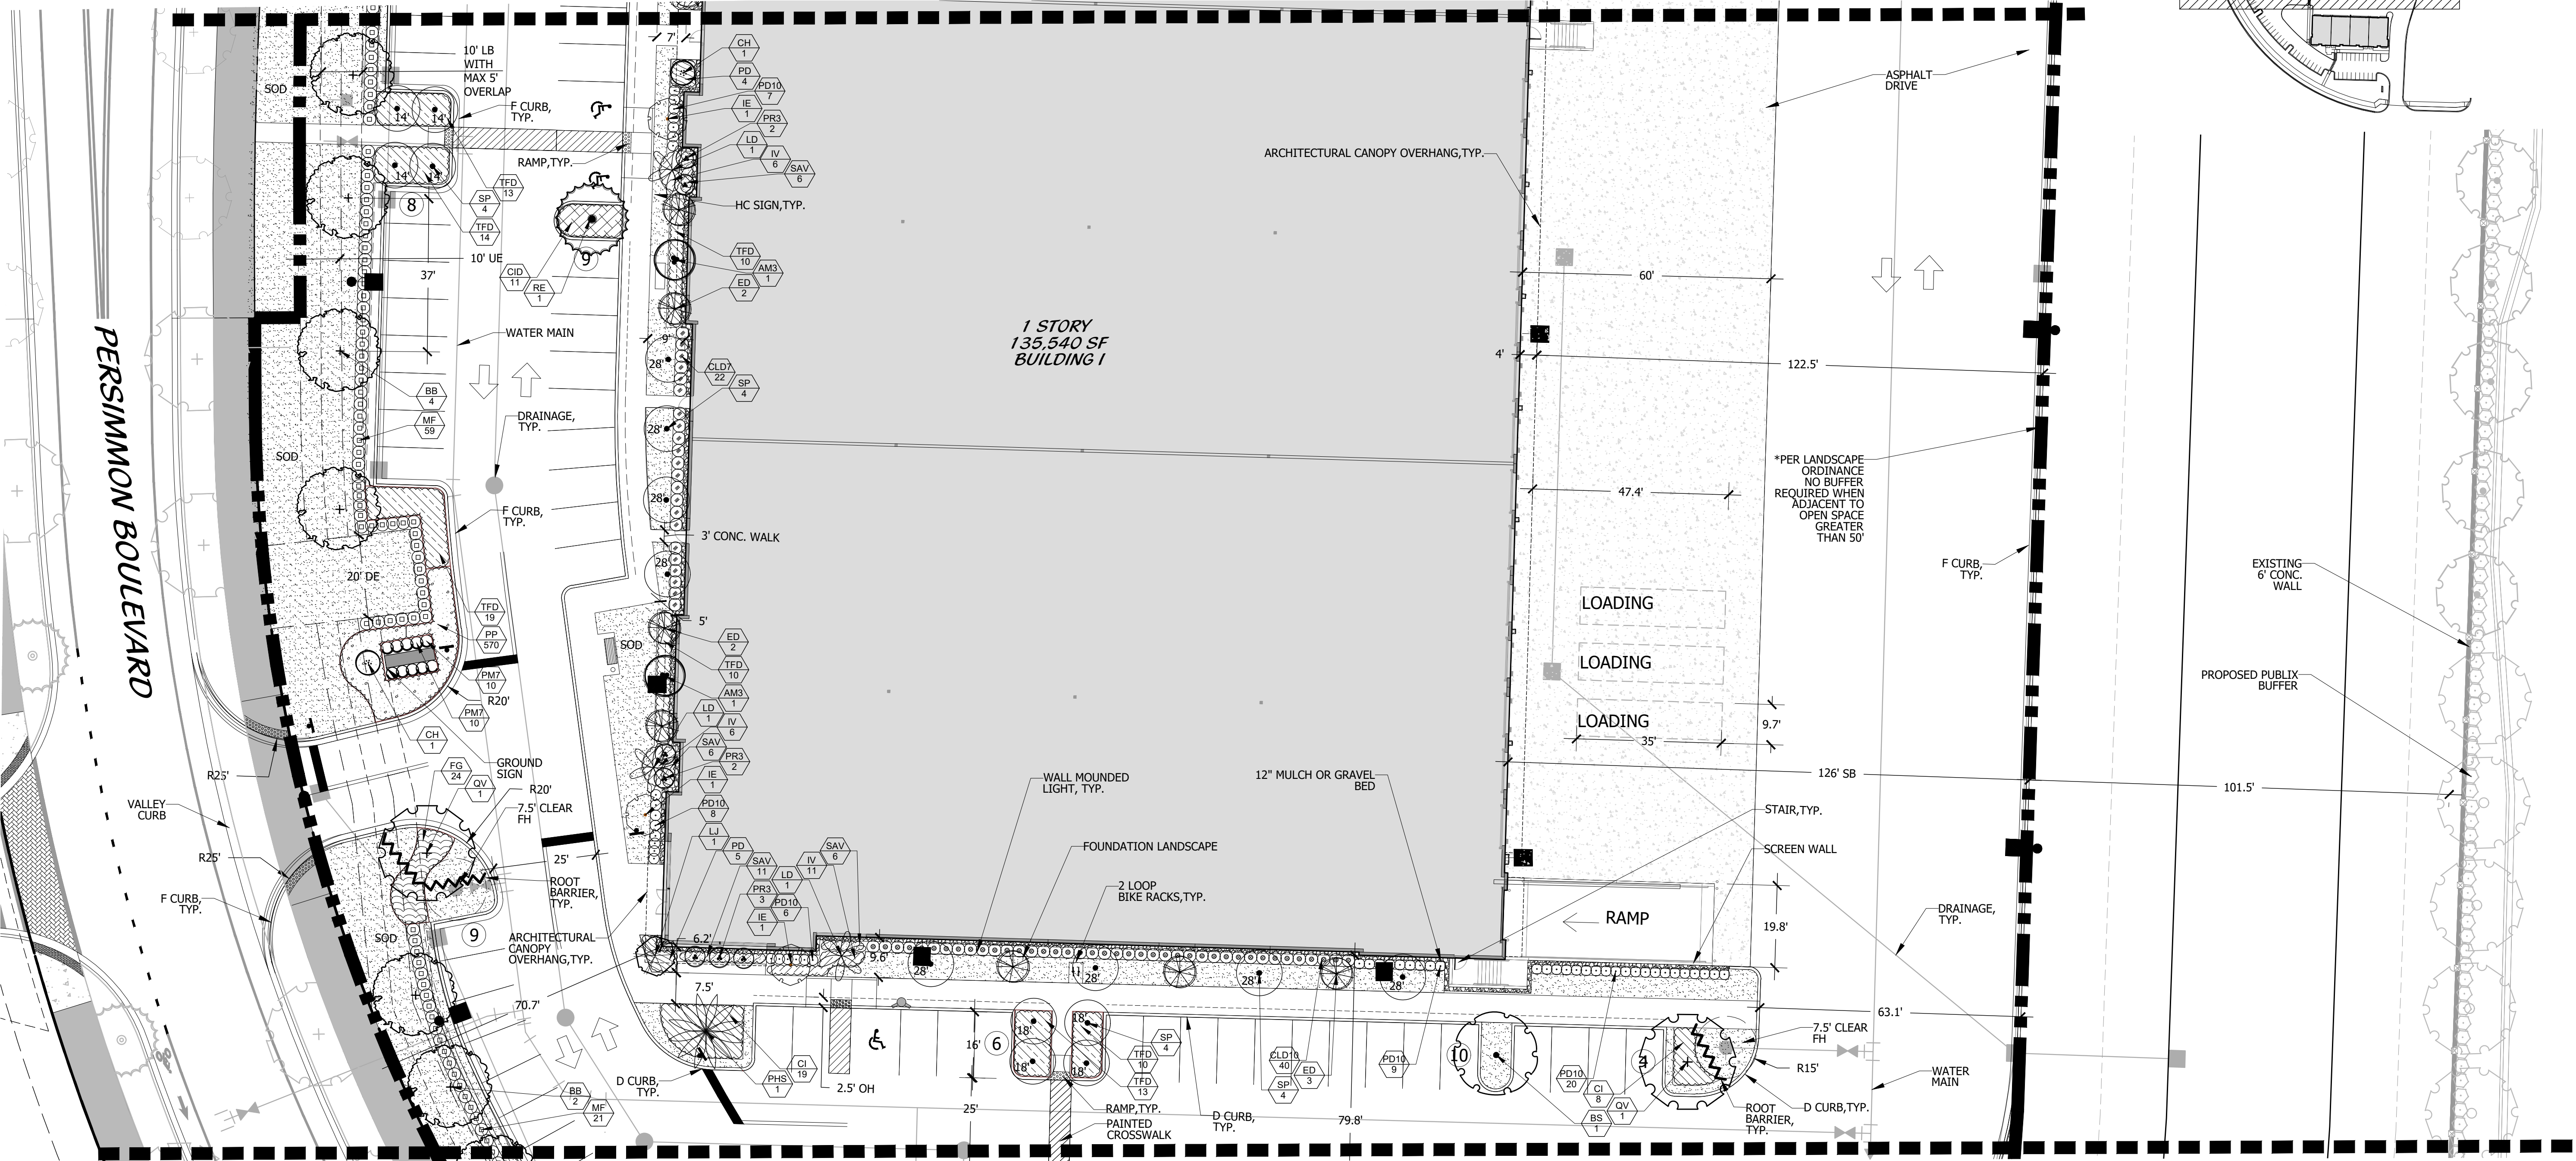 10' LB
WITH
MAX 5'
OVERLAP
SOD
F CURB,
TYP.
14'
14'
14'
14'
RAMP,TYP.
TFD
13
SP
4
TFD
14
8
10' UE
37'
CID
11
RE
1
9
WATER MAIN
BB
4
MF
59
DRAINAGE,
TYP.
SOD
F CURB,
TYP.
20' DE
TFD
19
PP
570
PM7
10
R20'
PM7
10
CH
1
GROUND
SIGN
FG
24
QV
1
R20'
7.5' CLEAR
FH
R25'
VALLEY
CURB
R25'
F CURB,
TYP.
25'
ROOT
BARRIER,
TYP.
SOD
9
ARCHITECTURAL
CANOPY
OVERHANG,TYP.
70.7'
BB
2
MF
21
PERSIMMON BOULEVARD
7'
CH
1
PD
4
PD10
7
IE
1
PR3
2
LD
1
IV
6
SAV
6
HC SIGN,TYP.
TFD
10
AM3
1
ED
2
9'
28'
CLD7
22
SP
4
28'
28'
3' CONC. WALK
28'
5'
SOD
ED
2
TFD
10
AM3
1
LD
1
IV
6
SAV
6
PR3
2
IE
1
PD10
8
LJ
1
PD
5
SAV
11
LD
1
IV
11
SAV
6
PR3
3
PD10
6
IE
1
6.2'
9.6'
7.5'
1 STORY
135,540 SF
BUILDING I
WALL MOUNDED
LIGHT, TYP.
FOUNDATION LANDSCAPE
2 LOOP
BIKE RACKS,TYP.
12" MULCH OR GRAVEL
BED
28'
28'
28'
28'
D CURB,
TYP.
PHS
1
CI
19
2.5' OH
16'
25'
6
18'
18'
18'
18'
SP
4
TFD
10
TFD
13
RAMP,TYP.
PAINTED
CROSSWALK
D CURB,
TYP.
CLD10
40
ED
3
SP
4
79.8'
PD10
9
10
PD10
20
CI
8
QV
1
BS
1
4
7.5' CLEAR
FH
R15'
D CURB,TYP.
ROOT
BARRIER,
TYP.
WATER
MAIN
63.1'
ARCHITECTURAL CANOPY OVERHANG,TYP.
ASPHALT
DRIVE
60'
4'
122.5'
47.4'
*PER LANDSCAPE
ORDINANCE
NO BUFFER
REQUIRED WHEN
ADJACENT TO
OPEN SPACE
GREATER
THAN 50'
F CURB,
TYP.
LOADING
LOADING
LOADING
9.7'
35'
126' SB
101.5'
STAIR,TYP.
SCREEN WALL
RAMP
19.8'
DRAINAGE,
TYP.
EXISTING
6' CONC.
WALL
PROPOSED PUBLIX
BUFFER